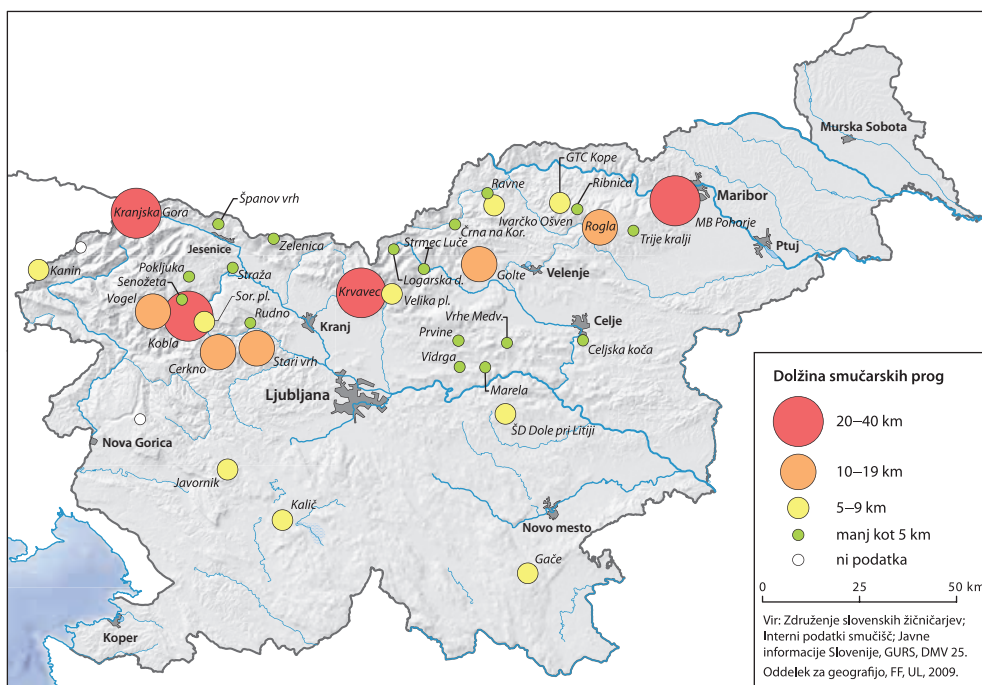 Murska Sobota
GTC Kope
Ribnica
Ravne
Maribor
Kranjska Gora
Španov vrh
Ivarčko Ošven
Rogla
MB Pohorje
Črna na Kor.
Trije kralji
Jesenice
Zelenica
Strmec Luče
Ptuj
Kanin
Pokljuka
Straža
Golte
Velenje
Senožeta
Logarska d.
Vogel
Sor. pl.
Krvavec
Velika pl.
Rudno
Vrhe Medv.
Kobla
Kranj
Celje
Prvine
Celjska koča
Cerkno
Stari vrh
Vidrga
Marela
Ljubljana
ŠD Dole pri Litiji
Nova Gorica
Javornik
Kalič
Novo mesto
Gače
Koper
Dolžina smučarskih prog
20–40 km
10–19 km
5–9 km
manj kot 5 km
ni podatka
0 25 50 km
Vir: Združenje slovenskih žičničarjev;
Interni podatki smučišč; Javne
informacije Slovenije, GURS, DMV 25.
Oddelek za geografijo, FF, UL, 2009.